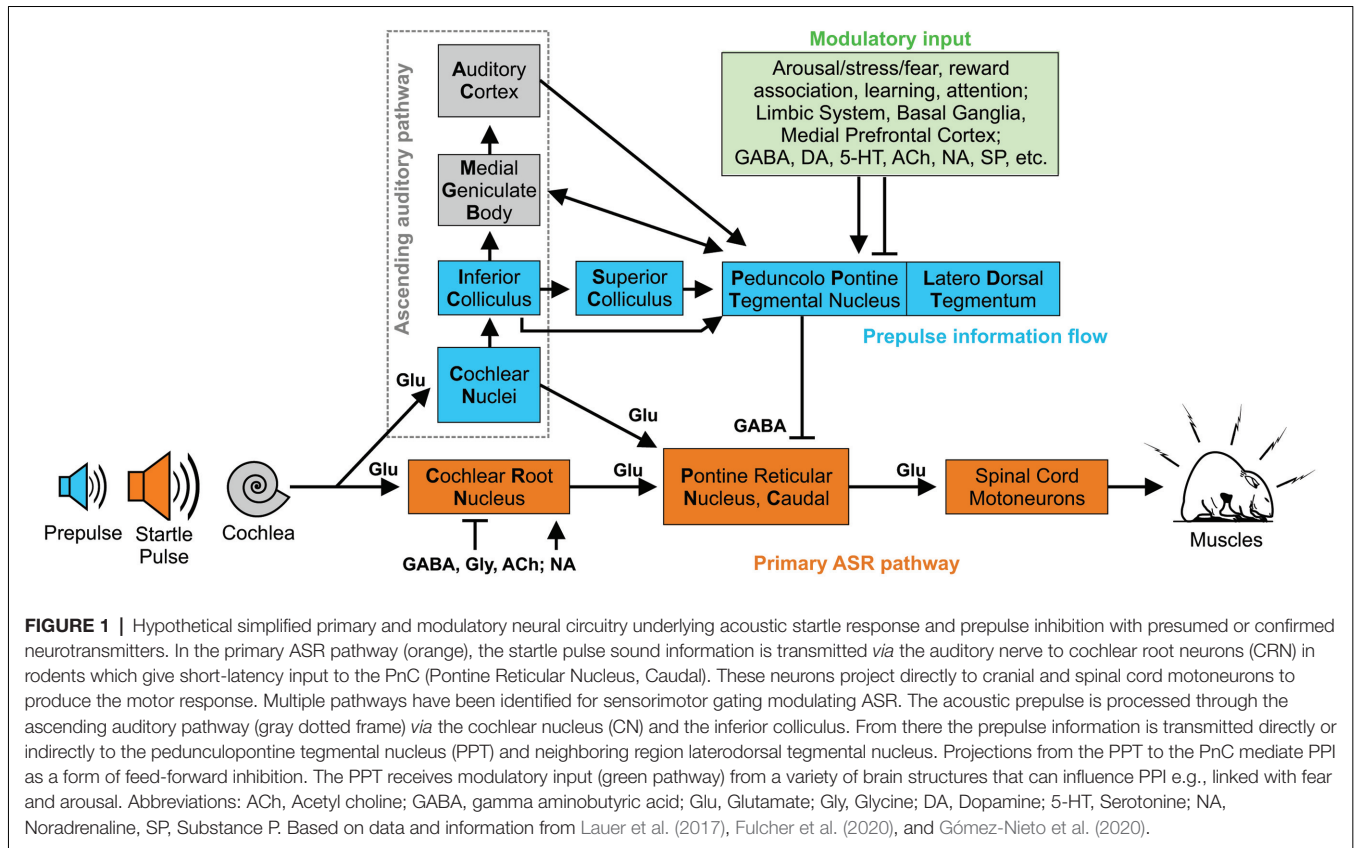 Ascending auditory pathway
Auditory
Cortex
Medial
Geniculate
Body
Inferior
Colliculus
Superior
Colliculus
Cochlear
Nuclei
Modulatory input
Arousal/stress/fear, reward
association, learning, attention;
Limbic System, Basal Ganglia,
Medial Prefrontal Cortex;
GABA, DA, 5-HT, ACh, NA, SP, etc.
Peduncolo Pontine
Tegmental Nucleus
Latero Dorsal
Tegmentum
Prepulse information flow
Glu
Glu
GABA
Prepulse
Startle
Pulse
Cochlea
Glu
Cochlear Root
Nucleus
Glu
Pontine Reticular
Nucleus, Caudal
Glu
Spinal Cord
Motoneurons
Muscles
GABA, Gly, ACh; NA
Primary ASR pathway
FIGURE 1 | Hypothetical simplified primary and modulatory neural circuitry underlying acoustic startle response and prepulse inhibition with presumed or confirmed
neurotransmitters. In the primary ASR pathway (orange), the startle pulse sound information is transmitted via the auditory nerve to cochlear root neurons (CRN) in
rodents which give short-latency input to the PnC (Pontine Reticular Nucleus, Caudal). These neurons project directly to cranial and spinal cord motoneurons to
produce the motor response. Multiple pathways have been identified for sensorimotor gating modulating ASR. The acoustic prepulse is processed through the
ascending auditory pathway (gray dotted frame) via the cochlear nucleus (CN) and the inferior colliculus. From there the prepulse information is transmitted directly or
indirectly to the pedunculopontine tegmental nucleus (PPT) and neighboring region laterodorsal tegmental nucleus. Projections from the PPT to the PnC mediate PPI
as a form of feed-forward inhibition. The PPT receives modulatory input (green pathway) from a variety of brain structures that can influence PPI e.g., linked with fear
and arousal. Abbreviations: ACh, Acetyl choline; GABA, gamma aminobutyric acid; Glu, Glutamate; Gly, Glycine; DA, Dopamine; 5-HT, Serotonine; NA,
Noradrenaline, SP, Substance P. Based on data and information from Lauer et al. (2017), Fulcher et al. (2020), and Gómez-Nieto et al. (2020).